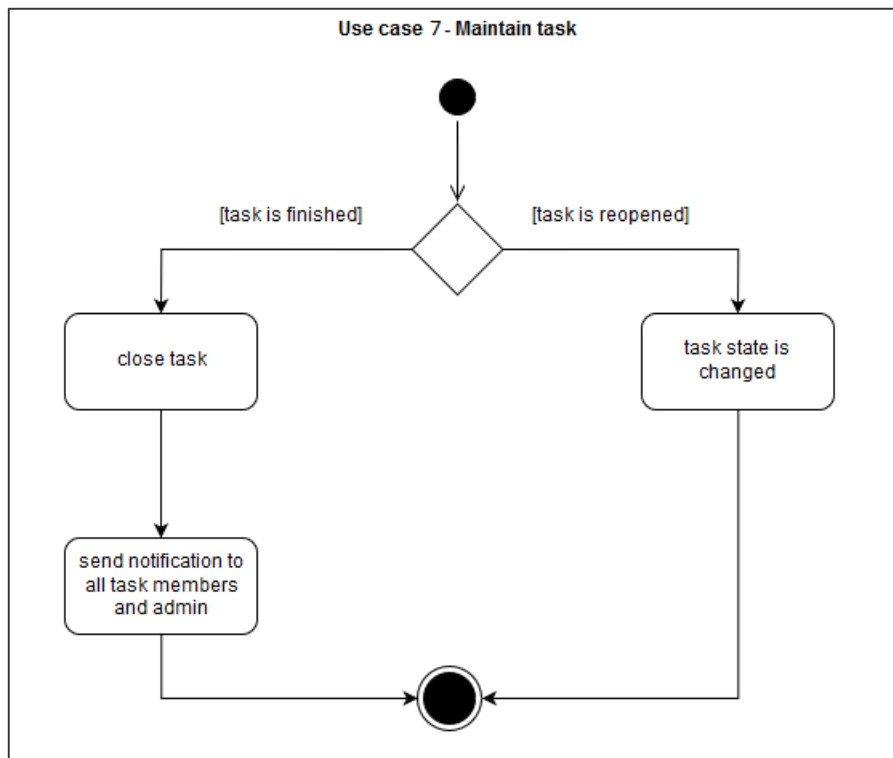 Use case 7 - Maintain task
[task is finished]
[task is reopened]
close task
task state is
changed
send notification to
all task members
and admin